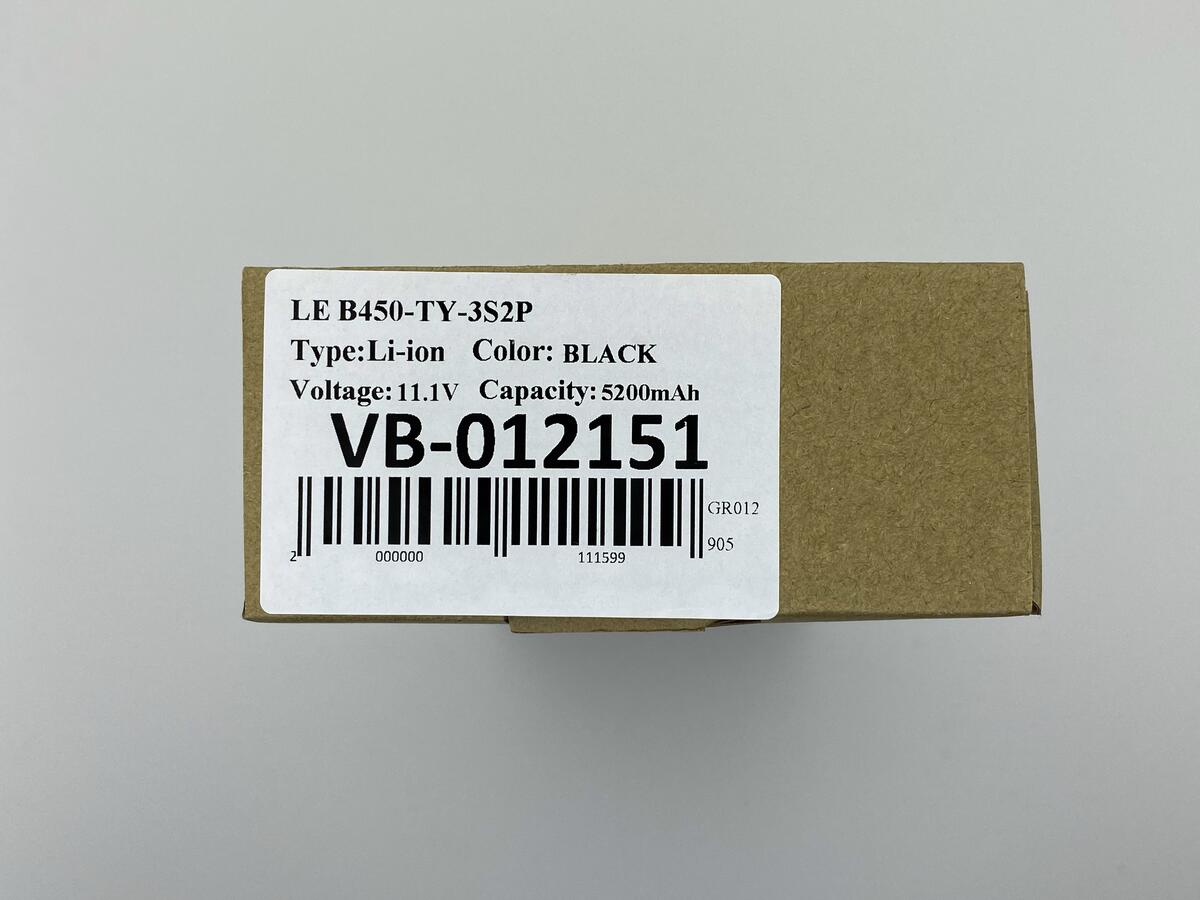 LE B450-TY-3S2P
Type:Li-ion Color: BLACK
Voltage: 11.1V Capacity: 5200mAh
VB-012151
GR012
905
2 000000 111599